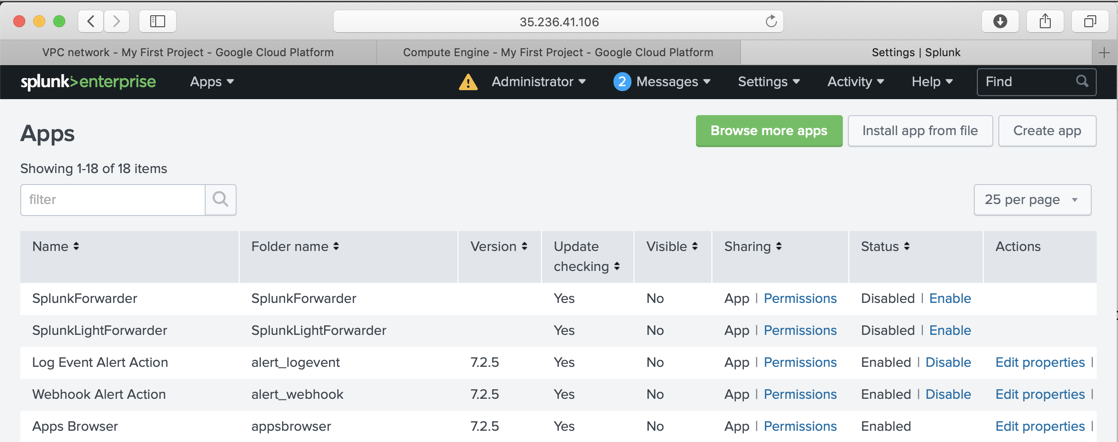 35.236.41.106
VPC network - My First Project - Google Cloud Platform Compute Engine - My First Project - Google Cloud Platform Settings | Splunk
splunk>enterprise Apps Administrator 2 Messages Settings Activity Help Find
Apps Browse more apps Install app from file Create app
Showing 1-18 of 18 items
filter 25 per page
Name Folder name Version Update checking Visible Sharing Status Actions
SplunkForwarder SplunkForwarder Yes No App | Permissions Disabled | Enable
SplunkLightForwarder SplunkLightForwarder Yes No App | Permissions Disabled | Enable
Log Event Alert Action alert_logevent 7.2.5 Yes No App | Permissions Enabled | Disable Edit properties |
Webhook Alert Action alert_webhook 7.2.5 Yes No App | Permissions Enabled | Disable Edit properties |
Apps Browser appsbrowser 7.2.5 Yes No App | Permissions Enabled Edit properties |